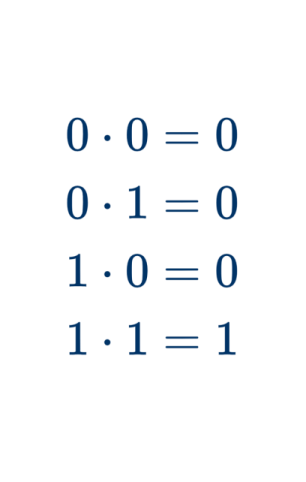 0 · 0 = 0
0 · 1 = 0
1 · 0 = 0
1 · 1 = 1